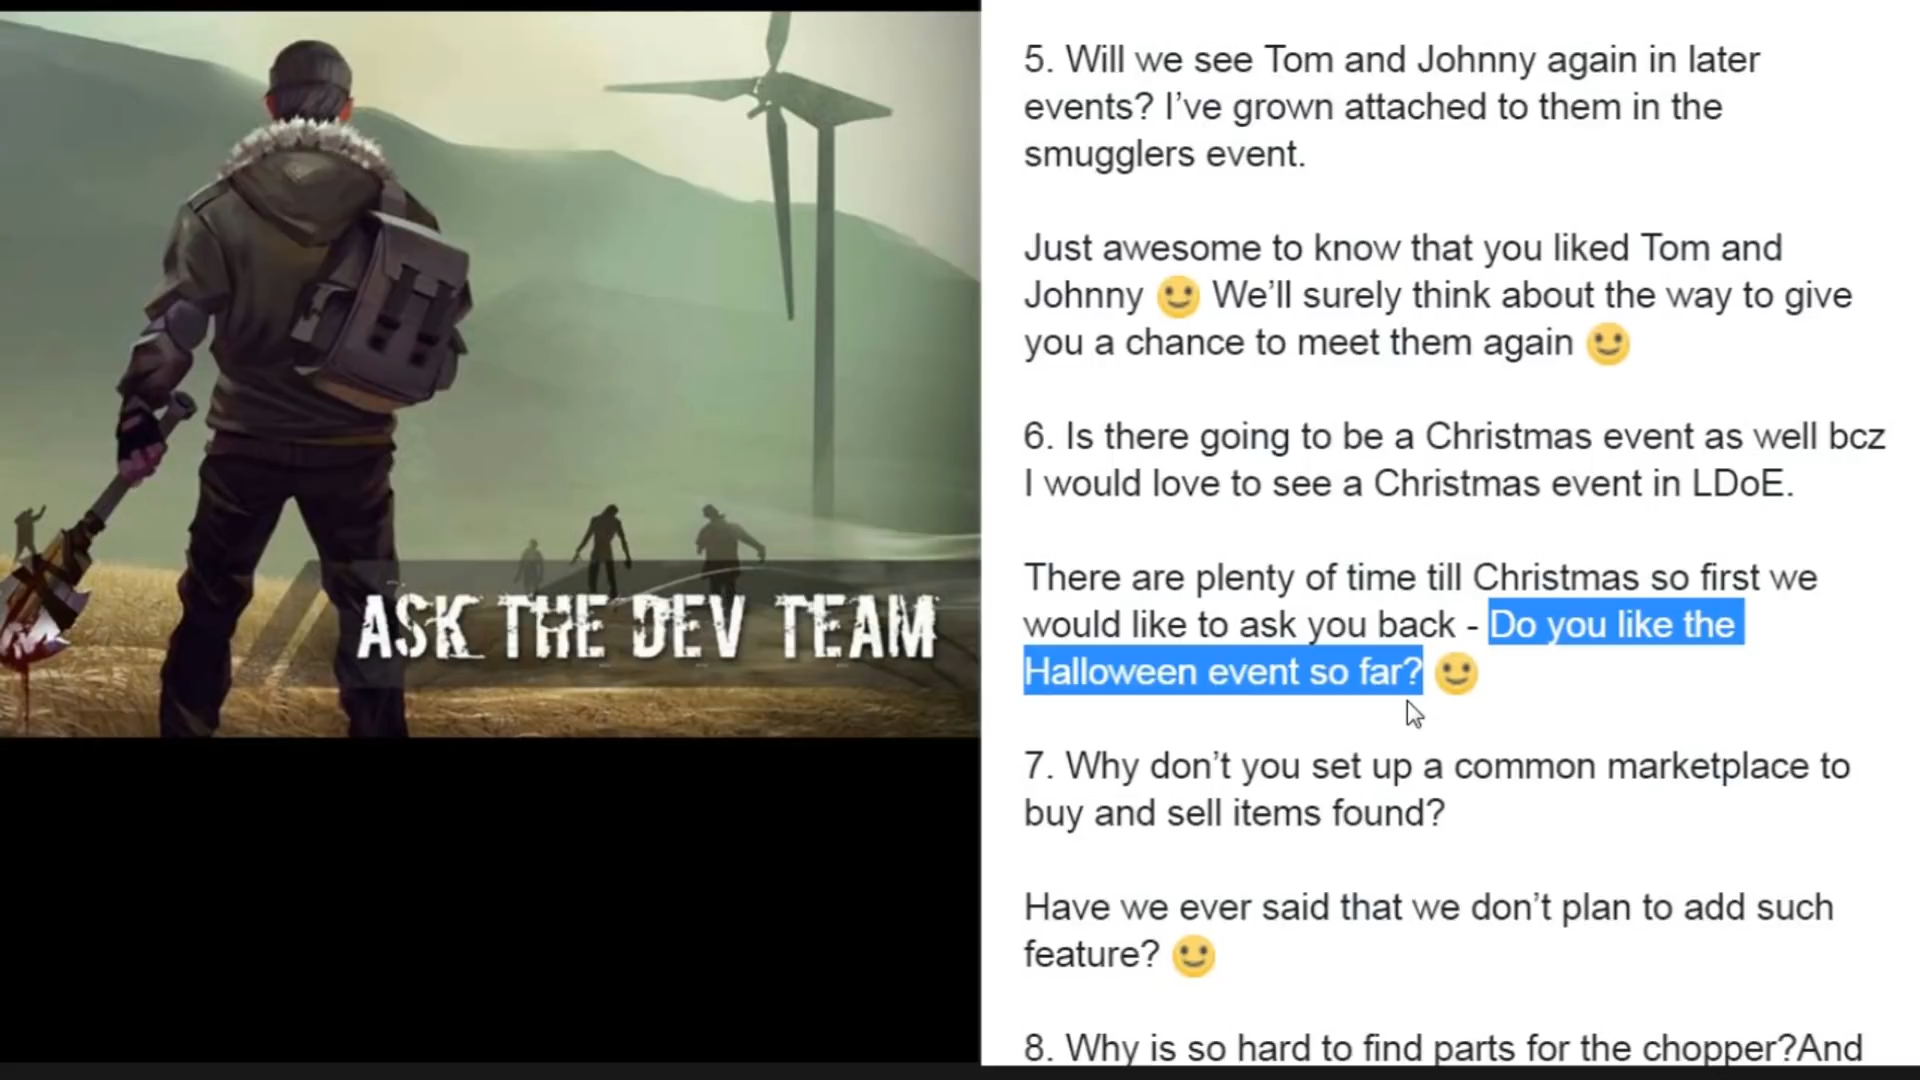 ASK THE DEV TEAM
5. Will we see Tom and Johnny again in later
events? I’ve grown attached to them in the
smugglers event.
Just awesome to know that you liked Tom and
Johnny 🙂 We’ll surely think about the way to give
you a chance to meet them again 🙂
6. Is there going to be a Christmas event as well bcz
I would love to see a Christmas event in LDoE.
There are plenty of time till Christmas so first we
would like to ask you back - Do you like the
Halloween event so far? 🙂
7. Why don’t you set up a common marketplace to
buy and sell items found?
Have we ever said that we don’t plan to add such
feature? 🙂
8. Why is so hard to find parts for the chopper?And